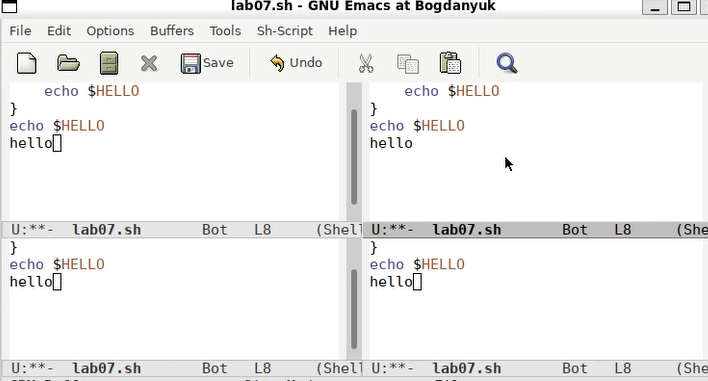 lab07.sh - GNU Emacs at Bogdanyuk
File Edit Options Buffers Tools Sh-Script Help
Save Undo
echo $HELLO
}
echo $HELLO
hello
U:**- lab07.sh Bot L8 (Shell
echo $HELLO
}
echo $HELLO
hello
U:**- lab07.sh Bot L8 (She
}
echo $HELLO
hello
U:**- lab07.sh Bot L8 (Shell
}
echo $HELLO
hello
U:**- lab07.sh Bot L8 (She